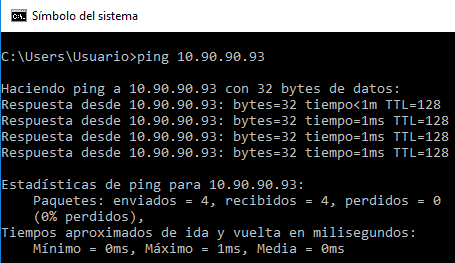 Símbolo del sistema
C:\Users\Usuario>ping 10.90.90.93
Haciendo ping a 10.90.90.93 con 32 bytes de datos:
Respuesta desde 10.90.90.93: bytes=32 tiempo<1m TTL=128
Respuesta desde 10.90.90.93: bytes=32 tiempo=1ms TTL=128
Respuesta desde 10.90.90.93: bytes=32 tiempo=1ms TTL=128
Respuesta desde 10.90.90.93: bytes=32 tiempo=1ms TTL=128
Estadísticas de ping para 10.90.90.93:
Paquetes: enviados = 4, recibidos = 4, perdidos = 0
(0% perdidos),
Tiempos aproximados de ida y vuelta en milisegundos:
Mínimo = 0ms, Máximo = 1ms, Media = 0ms